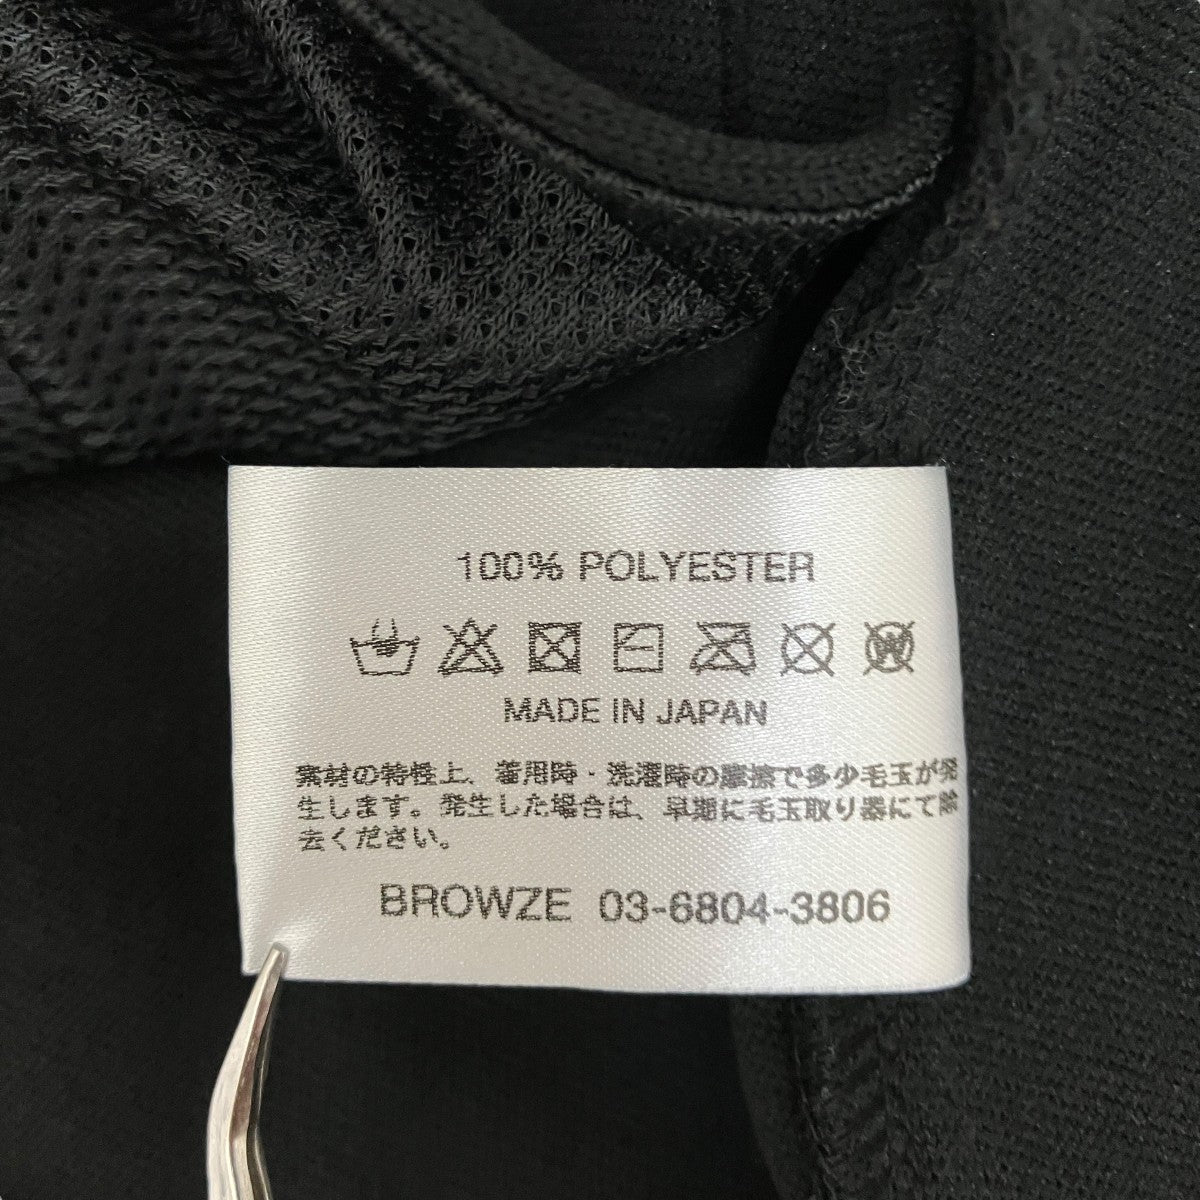 100% POLYESTER
MADE IN JAPAN
素材の特性上、着用時・洗濯時の摩擦で多少毛玉が発
生します。発生した場合は、早期に毛玉取り器にて除
去ください。
BROWZE 03-6804-3806